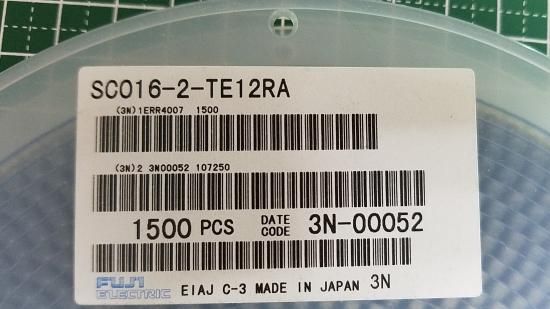 SC016-2-TE12RA
(3N)1ERR4007 1500
(3N)2 3N00052 107250
1500 PCS DATE CODE 3N-00052
FUJI ELECTRIC EIAJ C-3 MADE IN JAPAN 3N